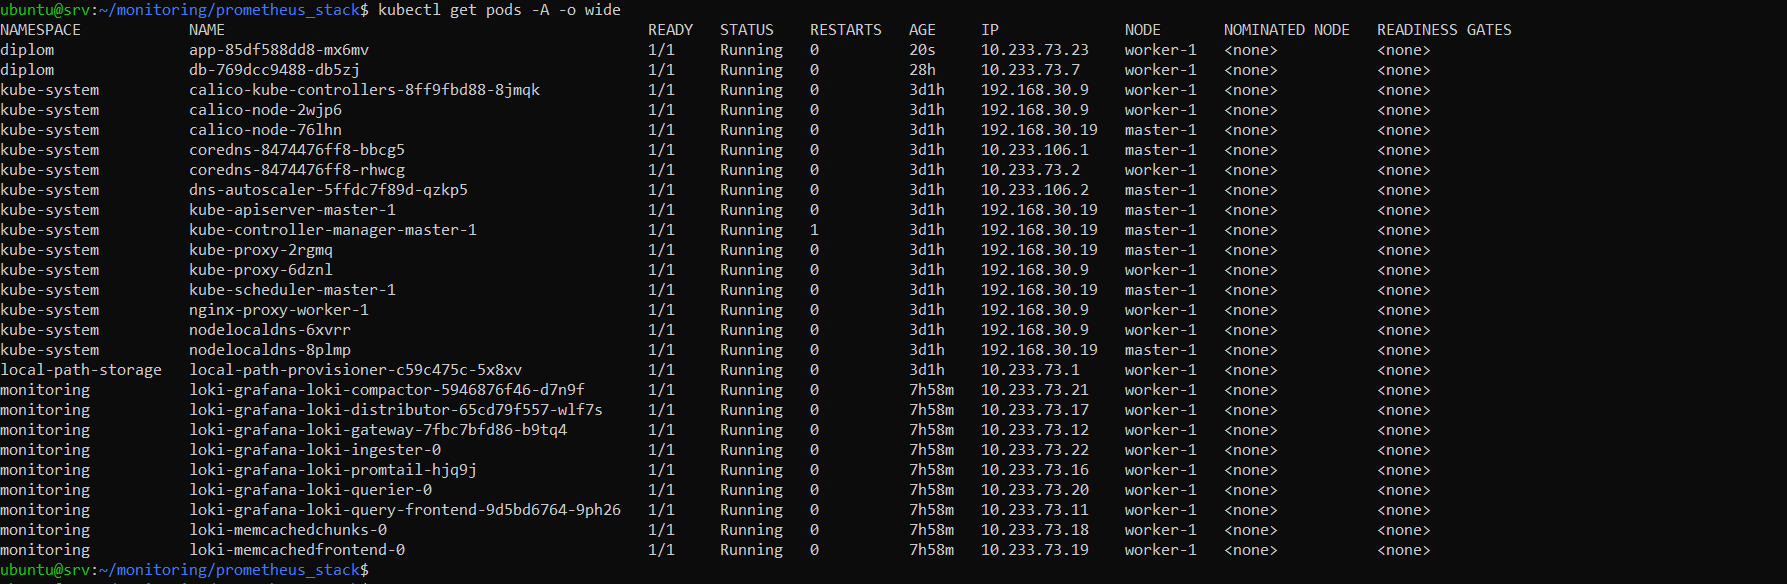 ubuntu@srv:~/monitoring/prometheus_stack$ kubectl get pods -A -o wide
NAMESPACE NAME READY STATUS RESTARTS AGE IP NODE NOMINATED NODE READINESS GATES
diplom app-85df588dd8-mx6mv 1/1 Running 0 20s 10.233.73.23 worker-1 <none> <none>
diplom db-769dcc9488-db5zj 1/1 Running 0 28h 10.233.73.7 worker-1 <none> <none>
kube-system calico-kube-controllers-8ff9fbd88-8jmqk 1/1 Running 0 3d1h 192.168.30.9 worker-1 <none> <none>
kube-system calico-node-2wjp6 1/1 Running 0 3d1h 192.168.30.9 worker-1 <none> <none>
kube-system calico-node-76lhn 1/1 Running 0 3d1h 192.168.30.19 master-1 <none> <none>
kube-system coredns-8474476ff8-bbcg5 1/1 Running 0 3d1h 10.233.106.1 master-1 <none> <none>
kube-system coredns-8474476ff8-rhwcg 1/1 Running 0 3d1h 10.233.73.2 worker-1 <none> <none>
kube-system dns-autoscaler-5ffdc7f89d-qzkp5 1/1 Running 0 3d1h 10.233.106.2 master-1 <none> <none>
kube-system kube-apiserver-master-1 1/1 Running 0 3d1h 192.168.30.19 master-1 <none> <none>
kube-system kube-controller-manager-master-1 1/1 Running 1 3d1h 192.168.30.19 master-1 <none> <none>
kube-system kube-proxy-2rgmq 1/1 Running 0 3d1h 192.168.30.19 master-1 <none> <none>
kube-system kube-proxy-6dznl 1/1 Running 0 3d1h 192.168.30.9 worker-1 <none> <none>
kube-system kube-scheduler-master-1 1/1 Running 0 3d1h 192.168.30.19 master-1 <none> <none>
kube-system nginx-proxy-worker-1 1/1 Running 0 3d1h 192.168.30.9 worker-1 <none> <none>
kube-system nodelocaldns-6xvrr 1/1 Running 0 3d1h 192.168.30.9 worker-1 <none> <none>
kube-system nodelocaldns-8plmp 1/1 Running 0 3d1h 192.168.30.19 master-1 <none> <none>
local-path-storage local-path-provisioner-c59c475c-5x8xv 1/1 Running 0 3d1h 10.233.73.1 worker-1 <none> <none>
monitoring loki-grafana-loki-compactor-5946876f46-d7n9f 1/1 Running 0 7h58m 10.233.73.21 worker-1 <none> <none>
monitoring loki-grafana-loki-distributor-65cd79f557-wlf7s 1/1 Running 0 7h58m 10.233.73.17 worker-1 <none> <none>
monitoring loki-grafana-loki-gateway-7fbc7bfd86-b9tq4 1/1 Running 0 7h58m 10.233.73.12 worker-1 <none> <none>
monitoring loki-grafana-loki-ingester-0 1/1 Running 0 7h58m 10.233.73.22 worker-1 <none> <none>
monitoring loki-grafana-loki-promtail-hjq9j 1/1 Running 0 7h58m 10.233.73.16 worker-1 <none> <none>
monitoring loki-grafana-loki-querier-0 1/1 Running 0 7h58m 10.233.73.20 worker-1 <none> <none>
monitoring loki-grafana-loki-query-frontend-9d5bd6764-9ph26 1/1 Running 0 7h58m 10.233.73.11 worker-1 <none> <none>
monitoring loki-memcachedchunks-0 1/1 Running 0 7h58m 10.233.73.18 worker-1 <none> <none>
monitoring loki-memcachedfrontend-0 1/1 Running 0 7h58m 10.233.73.19 worker-1 <none> <none>
ubuntu@srv:~/monitoring/prometheus_stack$